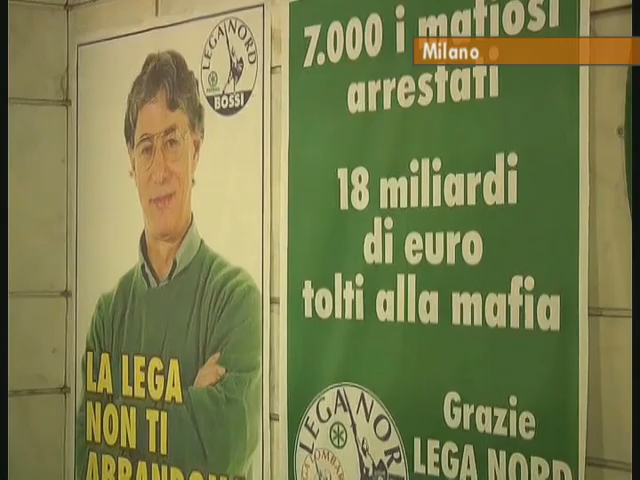 Milano
LEGA NORD
BOSSI
LA LEGA
NON TI
7.000 i mafiosi
arrestati
18 miliardi
di euro
tolti alla mafia
Grazie
LEGA NORD
LEGA NORD